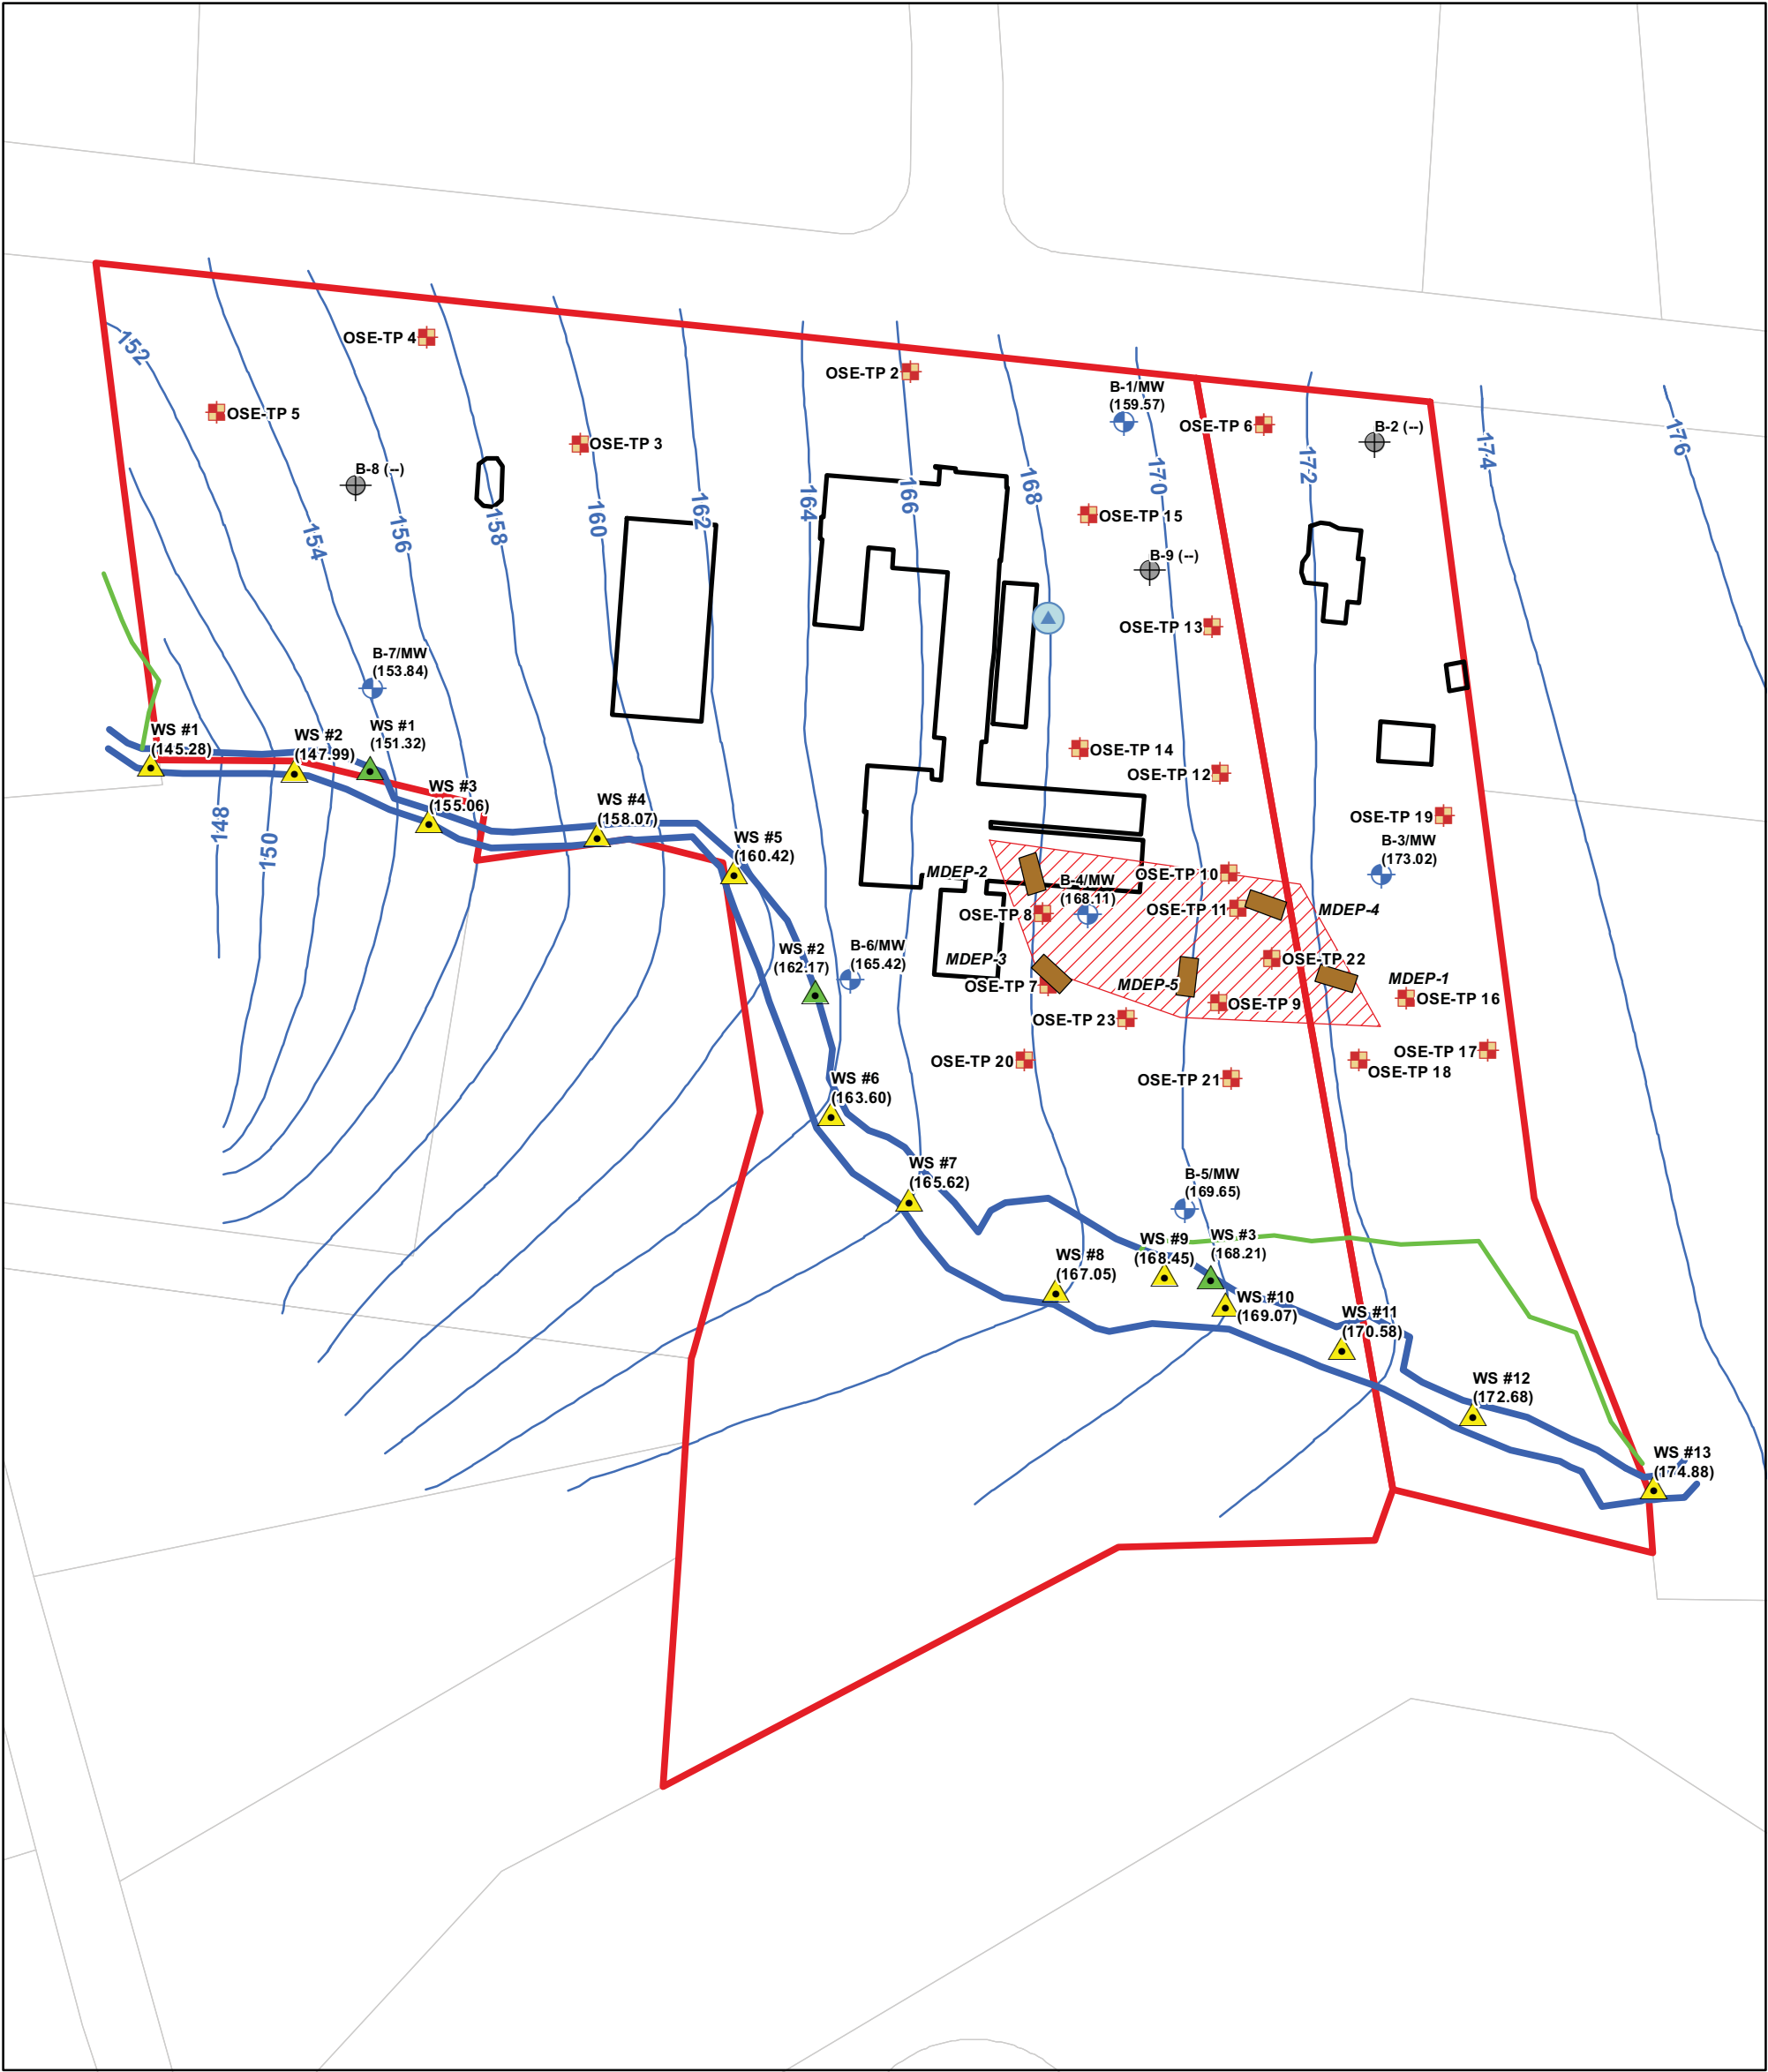 152
OSE-TP 4
OSE-TP 2
B-1/MW
(159.57)
OSE-TP 5
OSE-TP 3
OSE-TP 6
B-2 (--)
176
B-8 (--)
154
156
158
160
162
164
166
168
170
172
174
OSE-TP 15
B-9 (--)
OSE-TP 13
B-7/MW
(153.84)
WS #1
(145.28)
WS #2
(147.99)
WS #1
(151.32)
OSE-TP 14
OSE-TP 12
WS #3
(155.06)
WS #4
(158.07)
148
150
WS #5
(160.42)
OSE-TP 19
B-3/MW
(173.02)
MDEP-2
B-4/MW
(168.11)
OSE-TP 10
OSE-TP 8
OSE-TP 11
MDEP-4
WS #2
(162.17)
B-6/MW
(165.42)
MDEP-3
OSE-TP 22
OSE-TP 7
MDEP-5
MDEP-1
OSE-TP 16
OSE-TP 9
OSE-TP 23
OSE-TP 20
OSE-TP 17
OSE-TP 18
OSE-TP 21
WS #6
(163.60)
WS #7
(165.62)
B-5/MW
(169.65)
WS #8
(167.05)
WS #9
(168.45)
WS #3
(168.21)
WS #10
(169.07)
WS #11
(170.58)
WS #12
(172.68)
WS #13
(174.88)